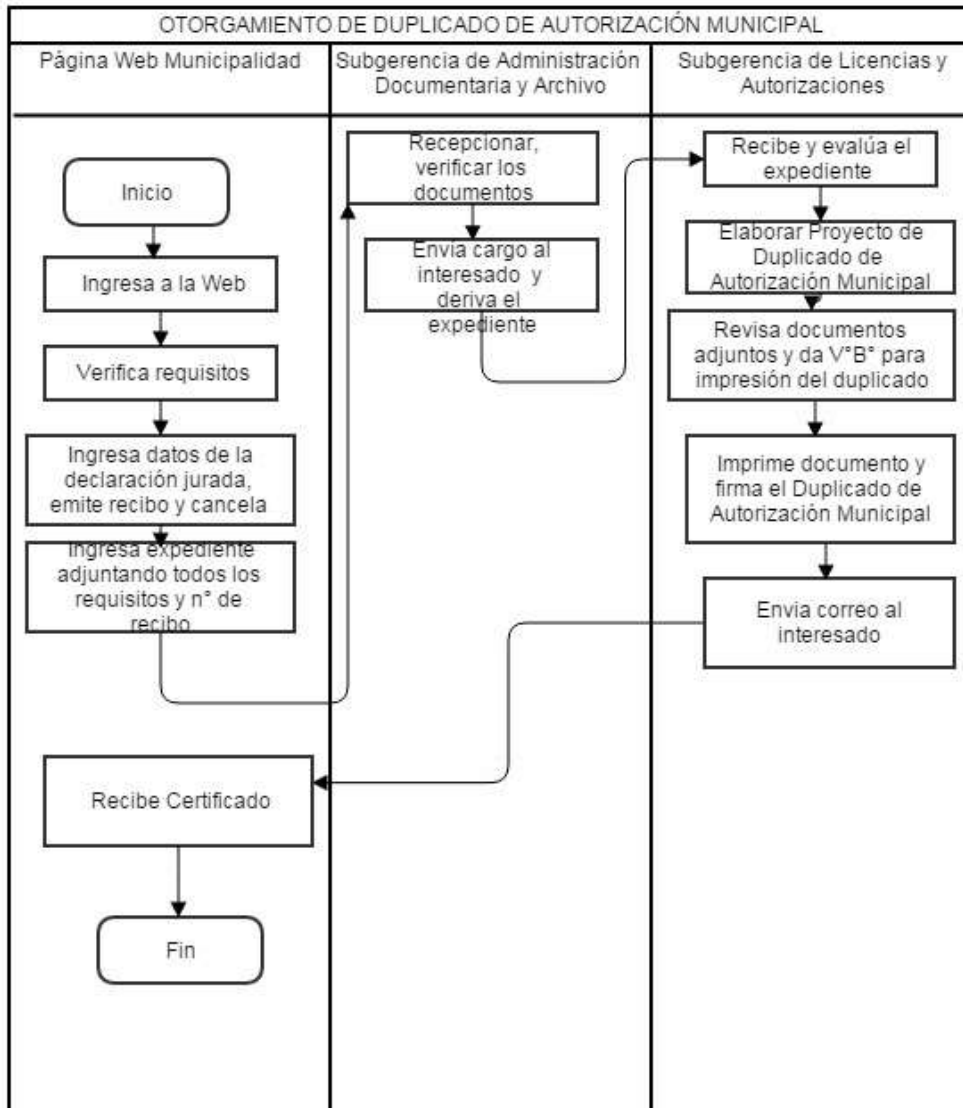 OTORGAMIENTO DE DUPLICADO DE AUTORIZACIÓN MUNICIPAL
Página Web Municipalidad
Subgerencia de Administración
Documentaria y Archivo
Subgerencia de Licencias y
Autorizaciones
Inicio
Ingresa a la Web
Verifica requisitos
Ingresa datos de la
declaración jurada,
emite recibo y cancela
Ingresa expediente
adjuntando todos los
requisitos y n° de
recibo
Recepcionar,
verificar los
documentos
Envía cargo al
interesado y
deriva el
expediente
Recibe y evalúa el
expediente
Elaborar Proyecto de
Duplicado de
Autorización Municipal
Revisa documentos
adjuntos y da V°B° para
impresión del duplicado
Imprime documento y
firma el Duplicado de
Autorización Municipal
Envia correo al
interesado
Recibe Certificado
Fin